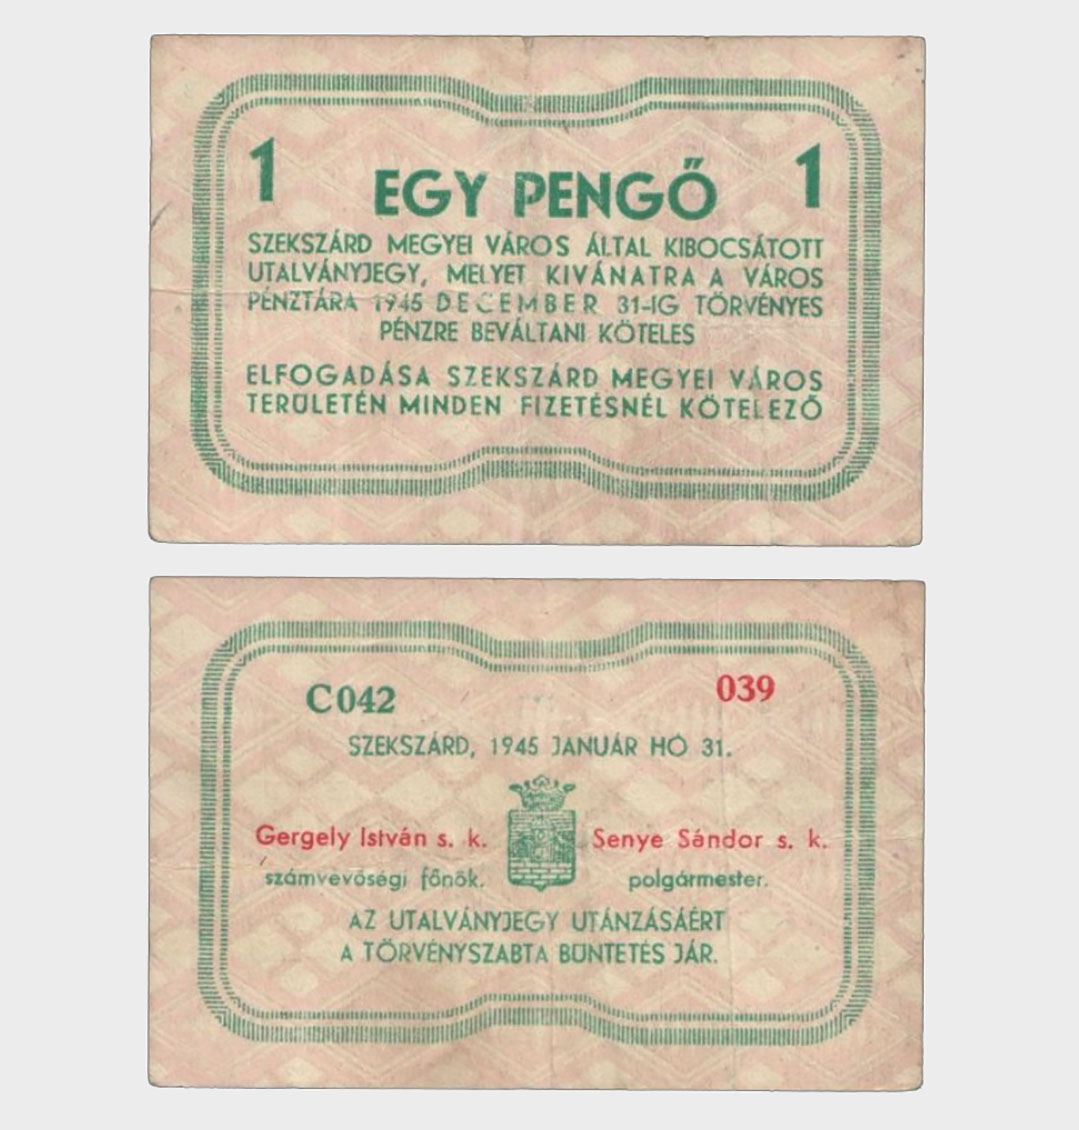 1 EGY PENGŐ 1
SZEKSZÁRD MEGYEI VÁROS ÁLTAL KIBOCSÁTOTT
UTALVÁNYJEGY, MELYET KIVÁNATRA A VÁROS
PÉNZTÁRA 1945 DECEMBER 31-IG TÖRVÉNYES
PÉNZRE BEVÁLTANI KÖTELES
ELFOGADÁSA SZEKSZÁRD MEGYEI VÁROS
TERÜLETÉN MINDEN FIZETÉSNÉL KÖTELEZŐ
C042 039
SZEKSZÁRD, 1945 JANUÁR HÓ 31.
Gergely István s. k. Senye Sándor s. k.
számvevőségi főnök. polgármester.
AZ UTALVÁNYJEGY UTÁNZÁSÁÉRT
A TÖRVÉNYSZABTA BÜNTETÉS JÁR.